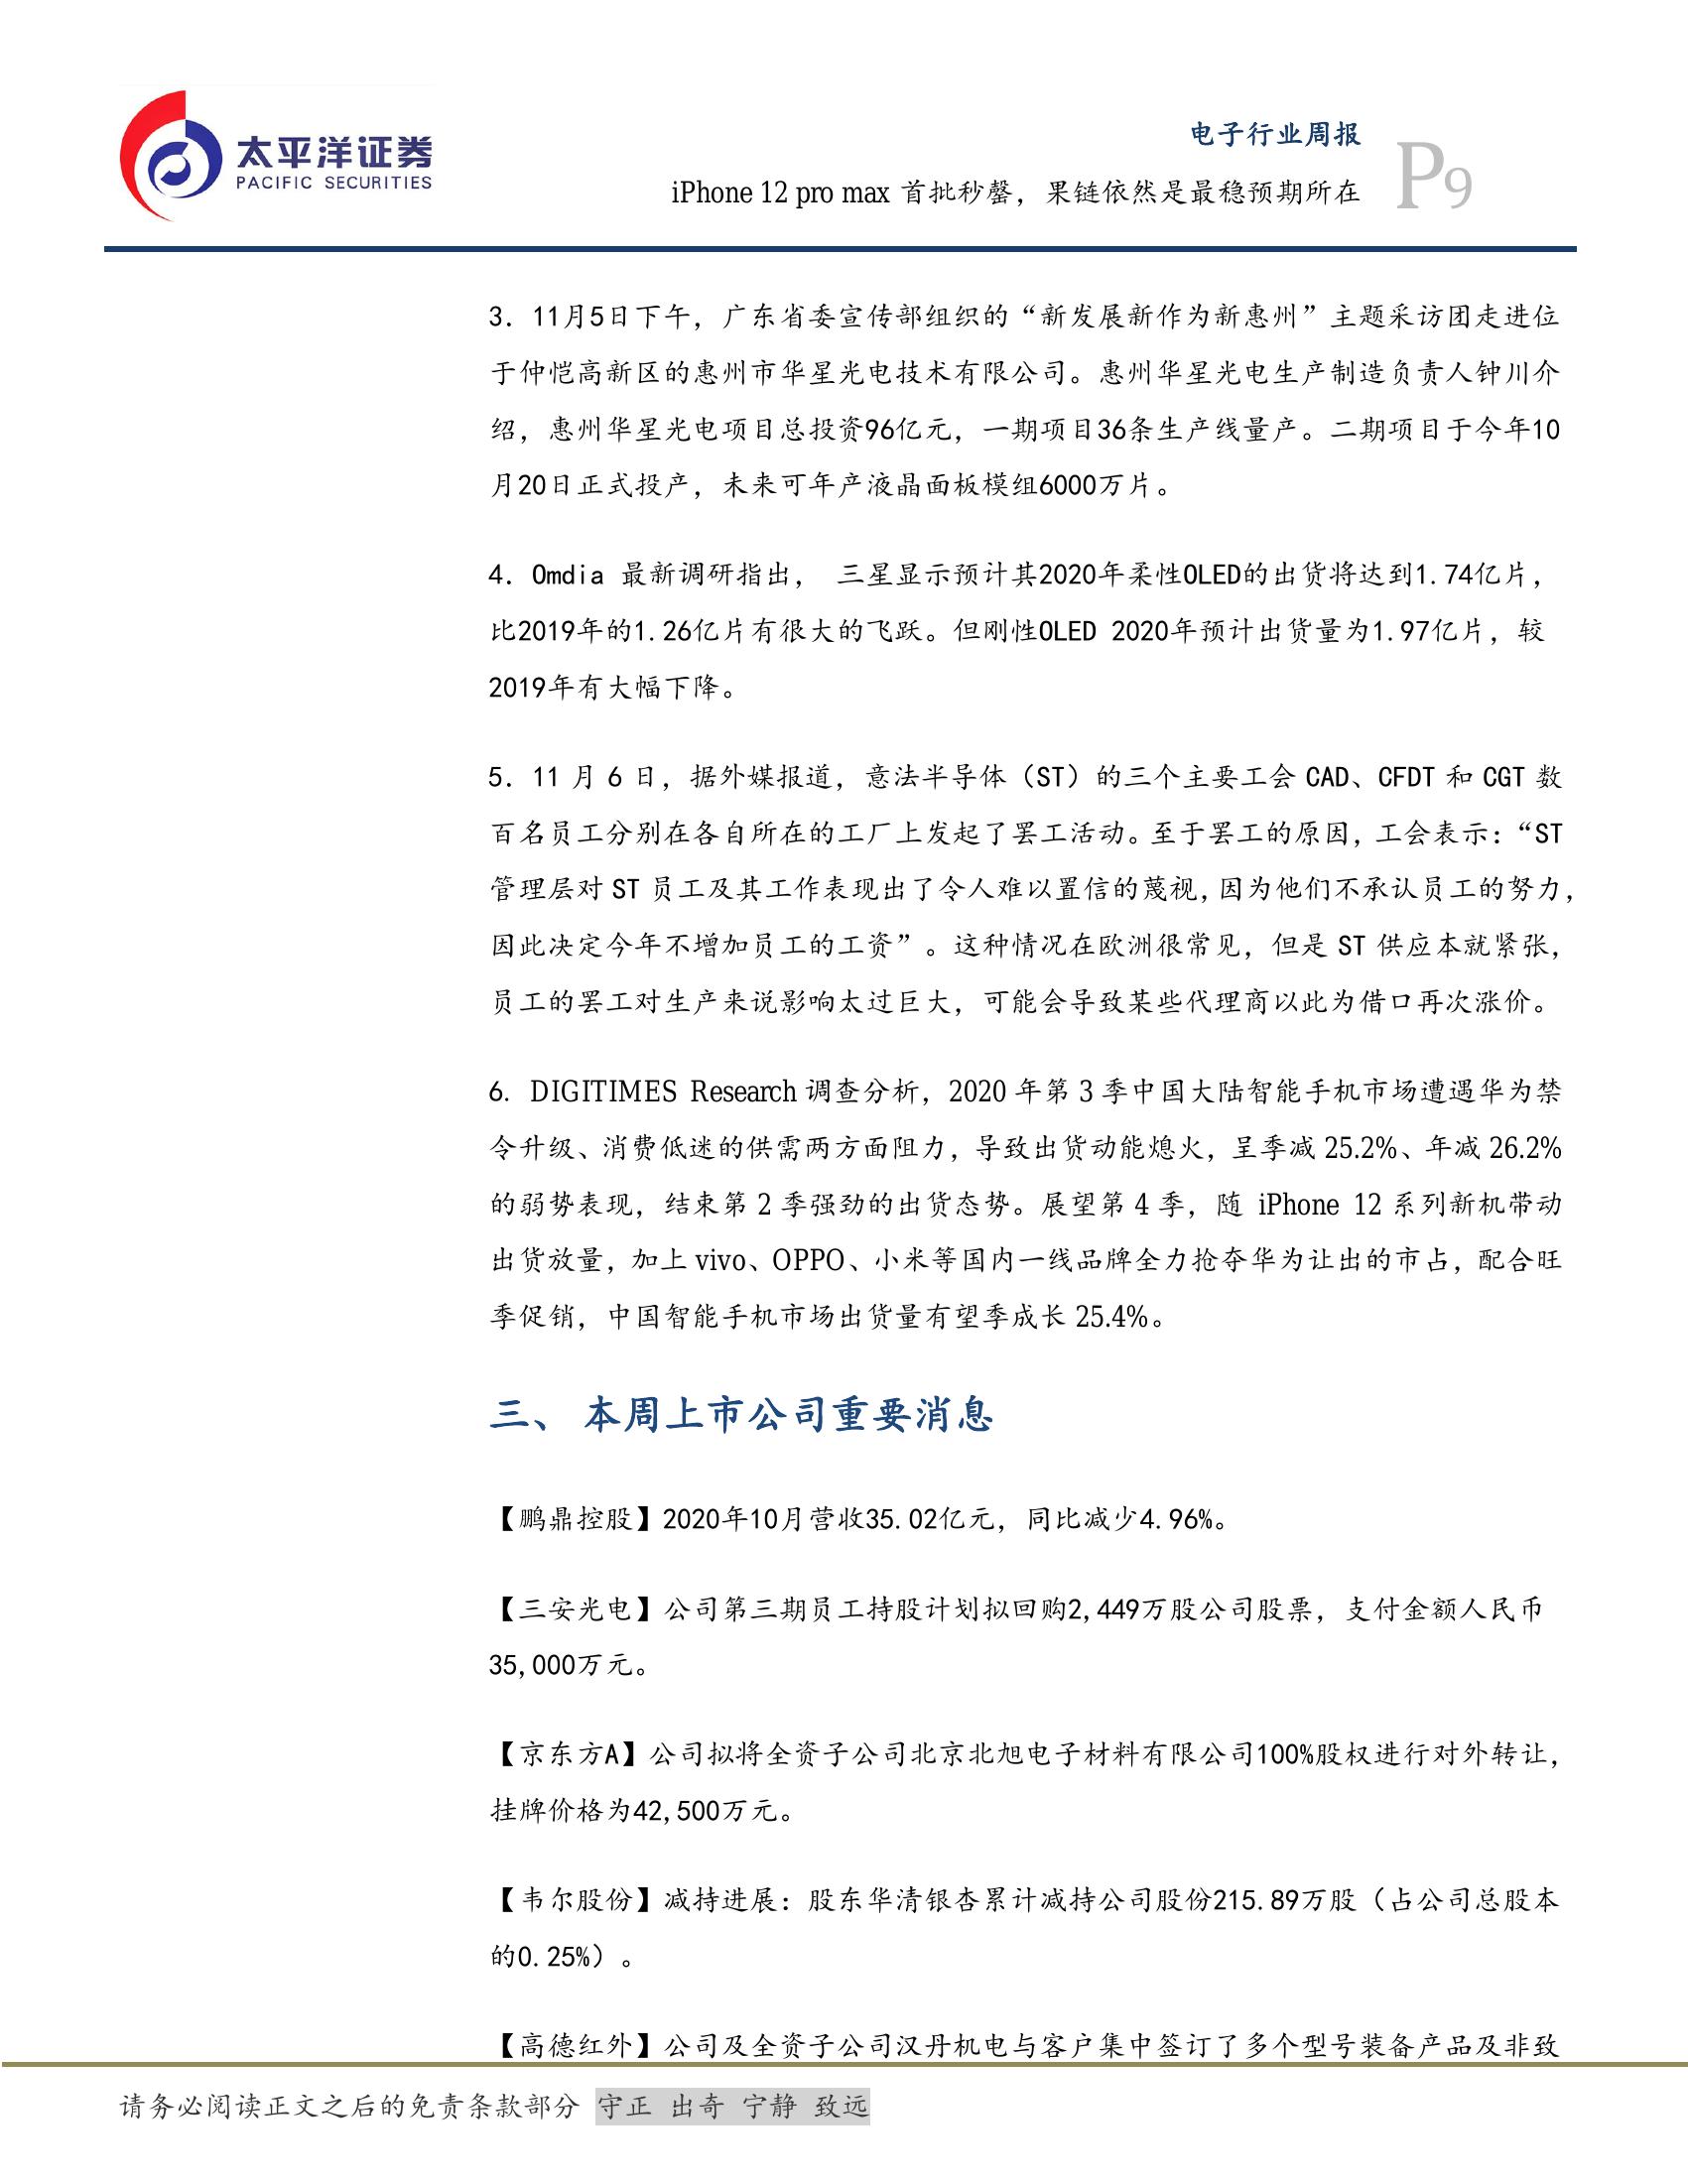 太平洋证券
PACIFIC SECURITIES
电子行业周报
iPhone 12 pro max 首批秒罄，果链依然是最稳预期所在
P9
3．11月5日下午，广东省委宣传部组织的“新发展新作为新惠州”主题采访团走进位
于仲恺高新区的惠州市华星光电技术有限公司。惠州华星光电生产制造负责人钟川介
绍，惠州华星光电项目总投资96亿元，一期项目36条生产线量产。二期项目于今年10
月20日正式投产，未来可年产液晶面板模组6000万片。
4．Omdia 最新调研指出， 三星显示预计其2020年柔性OLED的出货将达到1.74亿片，
比2019年的1.26亿片有很大的飞跃。但刚性OLED 2020年预计出货量为1.97亿片，较
2019年有大幅下降。
5．11 月 6 日，据外媒报道，意法半导体（ST）的三个主要工会 CAD、CFDT 和 CGT 数
百名员工分别在各自所在的工厂上发起了罢工活动。至于罢工的原因，工会表示：“ST
管理层对 ST 员工及其工作表现出了令人难以置信的蔑视，因为他们不承认员工的努力，
因此决定今年不增加员工的工资”。这种情况在欧洲很常见，但是 ST 供应本就紧张，
员工的罢工对生产来说影响太过巨大，可能会导致某些代理商以此为借口再次涨价。
6. DIGITIMES Research 调查分析，2020 年第 3 季中国大陆智能手机市场遭遇华为禁
令升级、消费低迷的供需两方面阻力，导致出货动能熄火，呈季减 25.2%、年减 26.2%
的弱势表现，结束第 2 季强劲的出货态势。展望第 4 季，随 iPhone 12 系列新机带动
出货放量，加上 vivo、OPPO、小米等国内一线品牌全力抢夺华为让出的市占，配合旺
季促销，中国智能手机市场出货量有望季成长 25.4%。
三、 本周上市公司重要消息
【鹏鼎控股】2020年10月营收35.02亿元，同比减少4.96%。
【三安光电】公司第三期员工持股计划拟回购2,449万股公司股票，支付金额人民币
35,000万元。
【京东方A】公司拟将全资子公司北京北旭电子材料有限公司100%股权进行对外转让，
挂牌价格为42,500万元。
【韦尔股份】减持进展：股东华清银杏累计减持公司股份215.89万股（占公司总股本
的0.25%）。
【高德红外】公司及全资子公司汉丹机电与客户集中签订了多个型号装备产品及非致
请务必阅读正文之后的免责条款部分 守正 出奇 宁静 致远